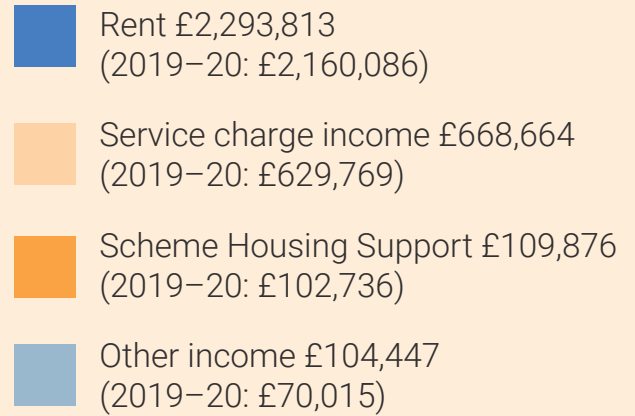 Rent £2,293,813
(2019–20: £2,160,086)
Service charge income £668,664
(2019–20: £629,769)
Scheme Housing Support £109,876
(2019–20: £102,736)
Other income £104,447
(2019–20: £70,015)